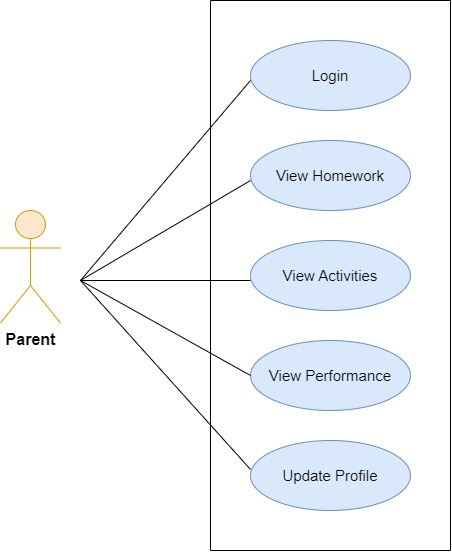 Login
View Homework
View Activities
Parent
View Performance
Update Profile